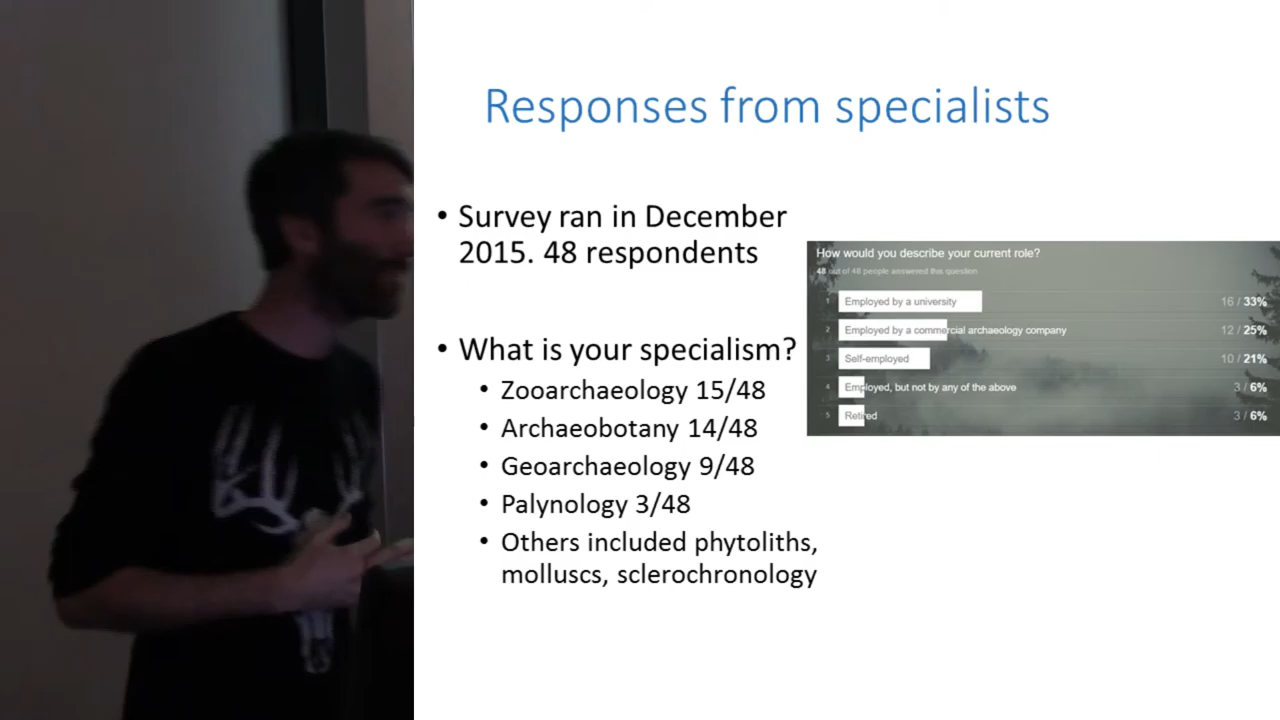 Responses from specialists
• Survey ran in December
2015. 48 respondents
• What is your specialism?
• Zooarchaeology 15/48
• Archaeobotany 14/48
• Geoarchaeology 9/48
• Palynology 3/48
• Others included phytoliths,
molluscs, sclerochronology
How would you describe your current role?
48 out of 48 people answered this question
1 Employed by a university 16 / 33%
2 Employed by a commercial archaeology company 12 / 25%
3 Self-employed 10 / 21%
4 Employed, but not by any of the above 3 / 6%
5 Retired 3 / 6%